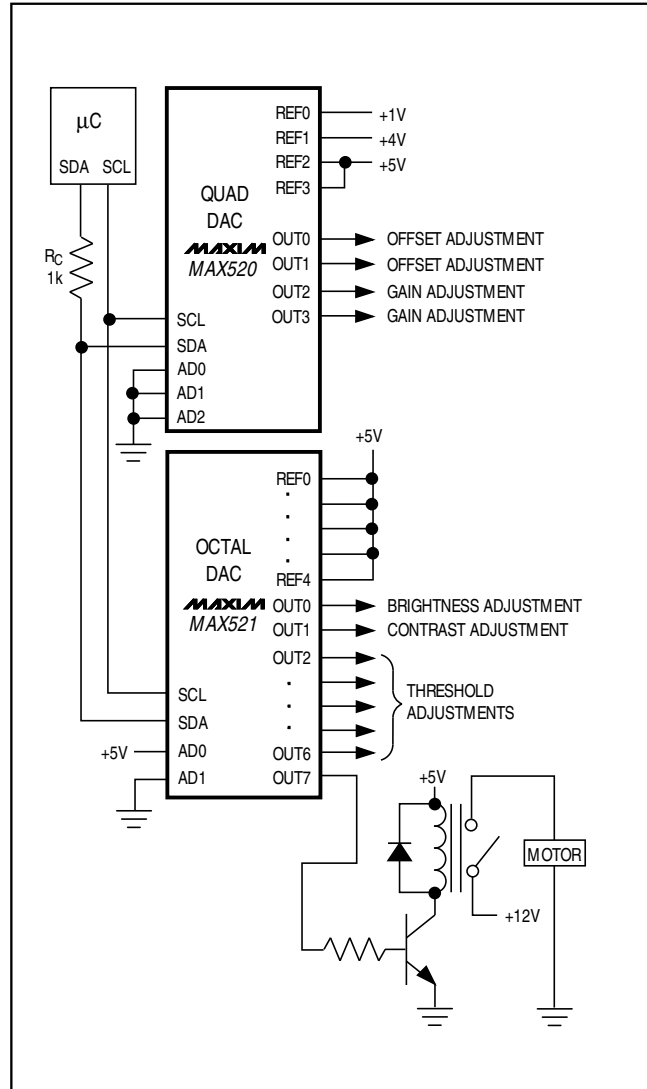 μC
SDA SCL
RC
1k
REF0
REF1
REF2
REF3
+1V
+4V
+5V
QUAD
DAC
MAXIM
MAX520
OUT0
OUT1
OUT2
OUT3
OFFSET ADJUSTMENT
OFFSET ADJUSTMENT
GAIN ADJUSTMENT
GAIN ADJUSTMENT
SCL
SDA
AD0
AD1
AD2
+5V
REF0
REF4
OCTAL
DAC
MAXIM
MAX521
OUT0
OUT1
OUT2
OUT6
OUT7
BRIGHTNESS ADJUSTMENT
CONTRAST ADJUSTMENT
THRESHOLD
ADJUSTMENTS
SCL
SDA
AD0
AD1
+5V
+5V
MOTOR
+12V